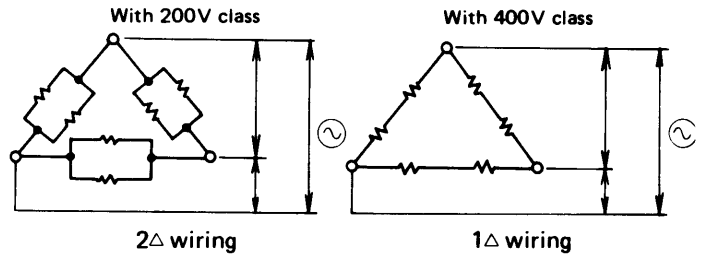 With 200V class
With 400V class
2△ wiring
1△ wiring